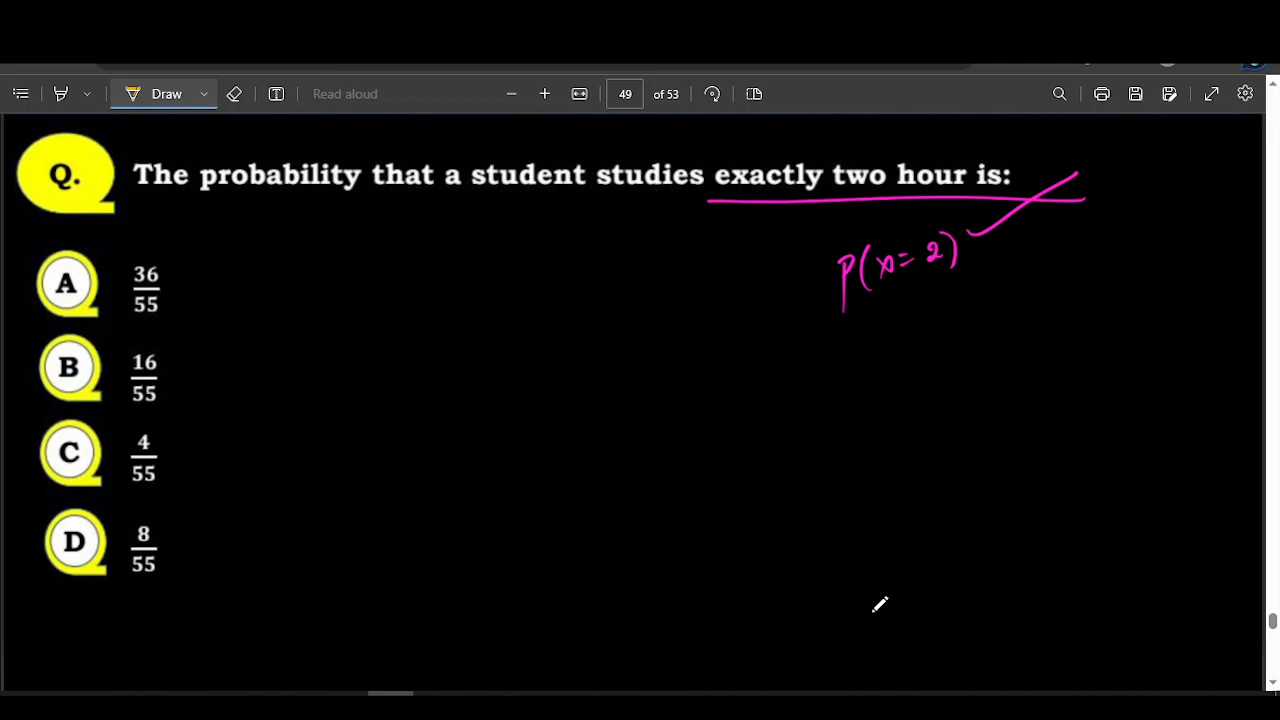 Draw
Read aloud
49 of 53
Q. The probability that a student studies exactly two hour is:
P(x=2)
A 36/55
B 16/55
C 4/55
D 8/55